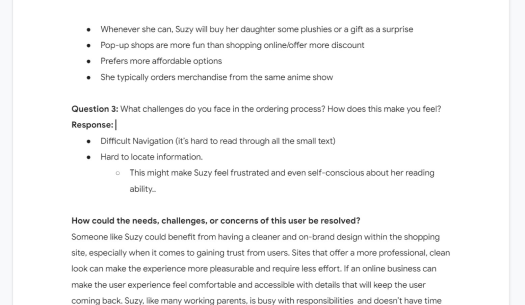 ● Whenever she can, Suzy will buy her daughter some plushies or a gift as a surprise
● Pop-up shops are more fun than shopping online/offer more discount
● Prefers more affordable options
● She typically orders merchandise from the same anime show
Question 3: What challenges do you face in the ordering process? How does this make you feel?
Response:
● Difficult Navigation (it's hard to read through all the small text)
● Hard to locate information.
○ This might make Suzy feel frustrated and even self-conscious about her reading
ability..
How could the needs, challenges, or concerns of this user be resolved?
Someone like Suzy could benefit from having a cleaner and on-brand design within the shopping
site, especially when it comes to gaining trust from users. Sites that offer a more professional, clean
look can make the experience more pleasurable and require less effort. If an online business can
make the user experience feel comfortable and accessible with details that will keep the user
coming back. Suzy, like many working parents, is busy with responsibilities and doesn't have time